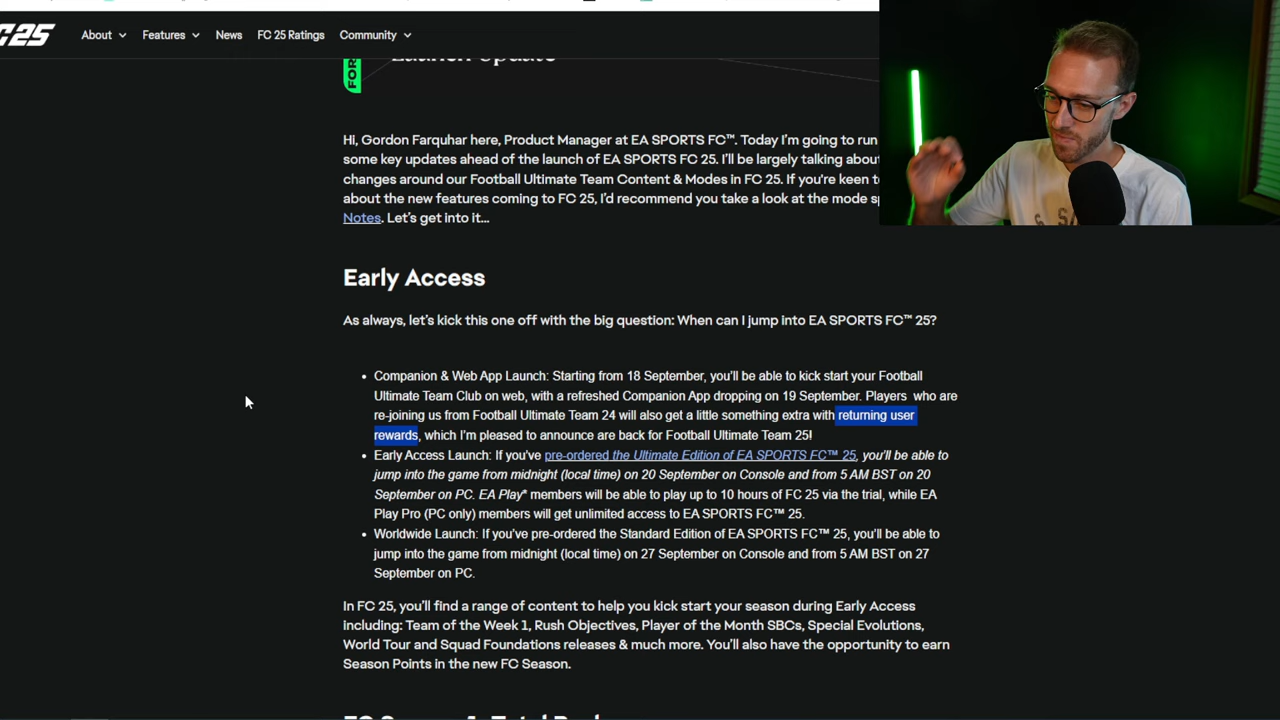 FC25
About
Features
News
FC 25 Ratings
Community
FOR
Launch Update
Hi, Gordon Farquhar here, Product Manager at EA SPORTS FC™. Today I'm going to run
some key updates ahead of the launch of EA SPORTS FC 25. I'll be largely talking about
changes around our Football Ultimate Team Content & Modes in FC 25. If you're keen to
about the new features coming to FC 25, I'd recommend you take a look at the mode
Notes. Let's get into it...
Early Access
As always, let's kick this one off with the big question: When can I jump into EA SPORTS FC™ 25?
• Companion & Web App Launch: Starting from 18 September, you'll be able to kick start your Football
Ultimate Team Club on web, with a refreshed Companion App dropping on 19 September. Players who are
re-joining us from Football Ultimate Team 24 will also get a little something extra with returning user
rewards, which I'm pleased to announce are back for Football Ultimate Team 25!
• Early Access Launch: If you've pre-ordered the Ultimate Edition of EA SPORTS FC™ 25, you'll be able to
jump into the game from midnight (local time) on 20 September on Console and from 5 AM BST on 20
September on PC. EA Play* members will be able to play up to 10 hours of FC 25 via the trial, while EA
Play Pro (PC only) members will get unlimited access to EA SPORTS FC™ 25.
• Worldwide Launch: If you've pre-ordered the Standard Edition of EA SPORTS FC™ 25, you'll be able to
jump into the game from midnight (local time) on 27 September on Console and from 5 AM BST on 27
September on PC.
In FC 25, you'll find a range of content to help you kick start your season during Early Access
including: Team of the Week 1, Rush Objectives, Player of the Month SBCs, Special Evolutions,
World Tour and Squad Foundations releases & much more. You'll also have the opportunity to earn
Season Points in the new FC Season.